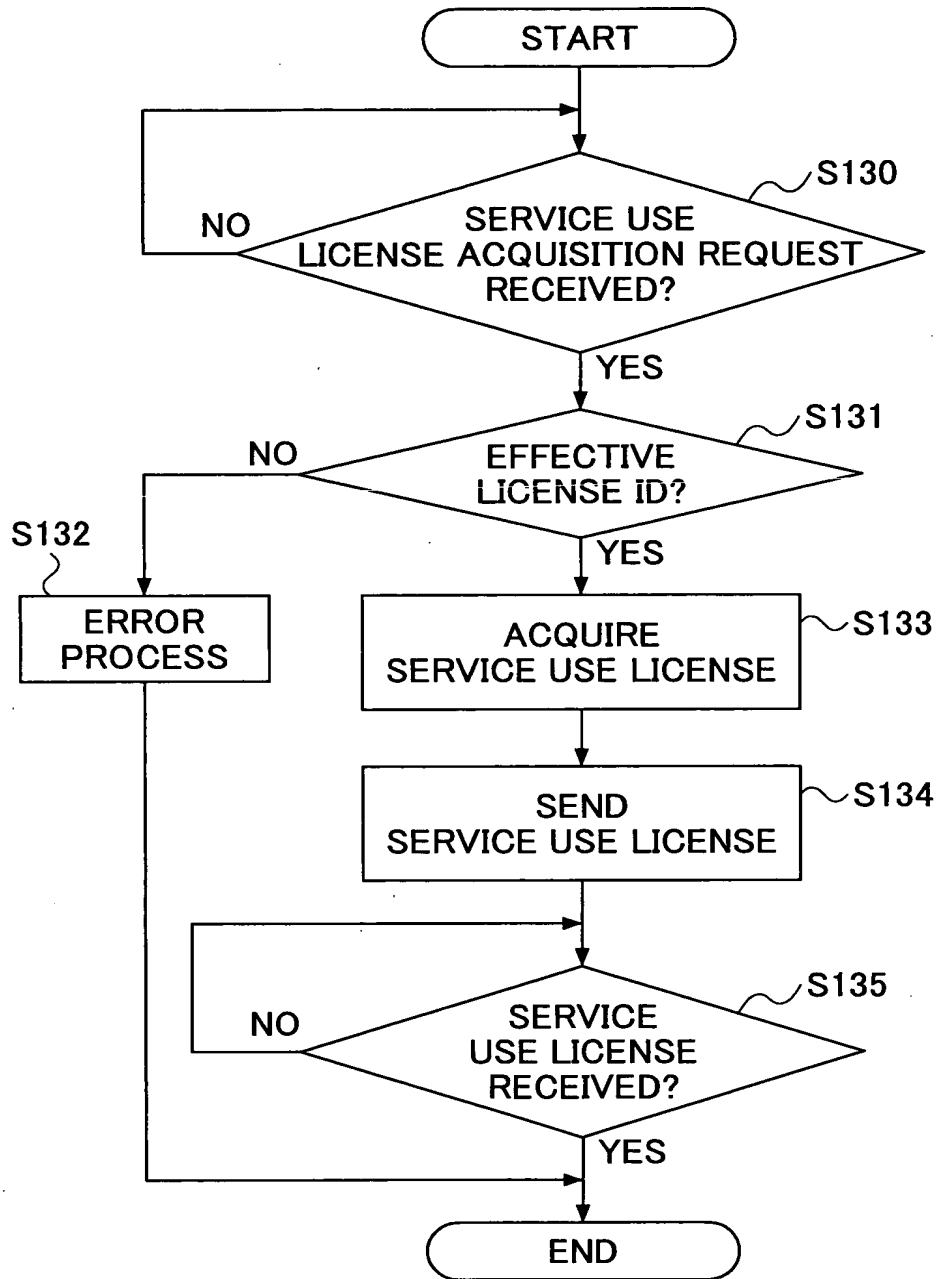 START
S130
NO
SERVICE USE
LICENSE ACQUISITION REQUEST
RECEIVED?
YES
S131
NO
EFFECTIVE
LICENSE ID?
S132
YES
ERROR
PROCESS
S133
ACQUIRE
SERVICE USE LICENSE
S134
SEND
SERVICE USE LICENSE
S135
NO
SERVICE
USE LICENSE
RECEIVED?
YES
END